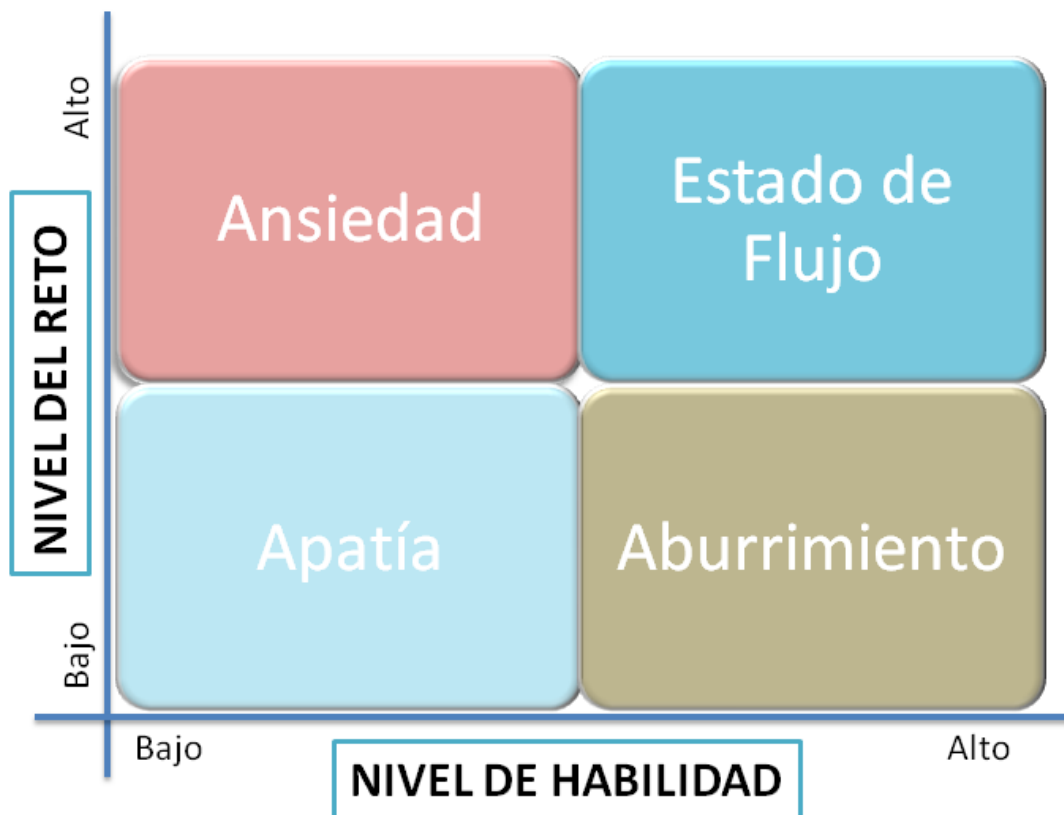 Alto
NIVEL DEL RETO
Bajo
Ansiedad
Estado de
Flujo
Apatía
Aburrimiento
Bajo
Alto
NIVEL DE HABILIDAD